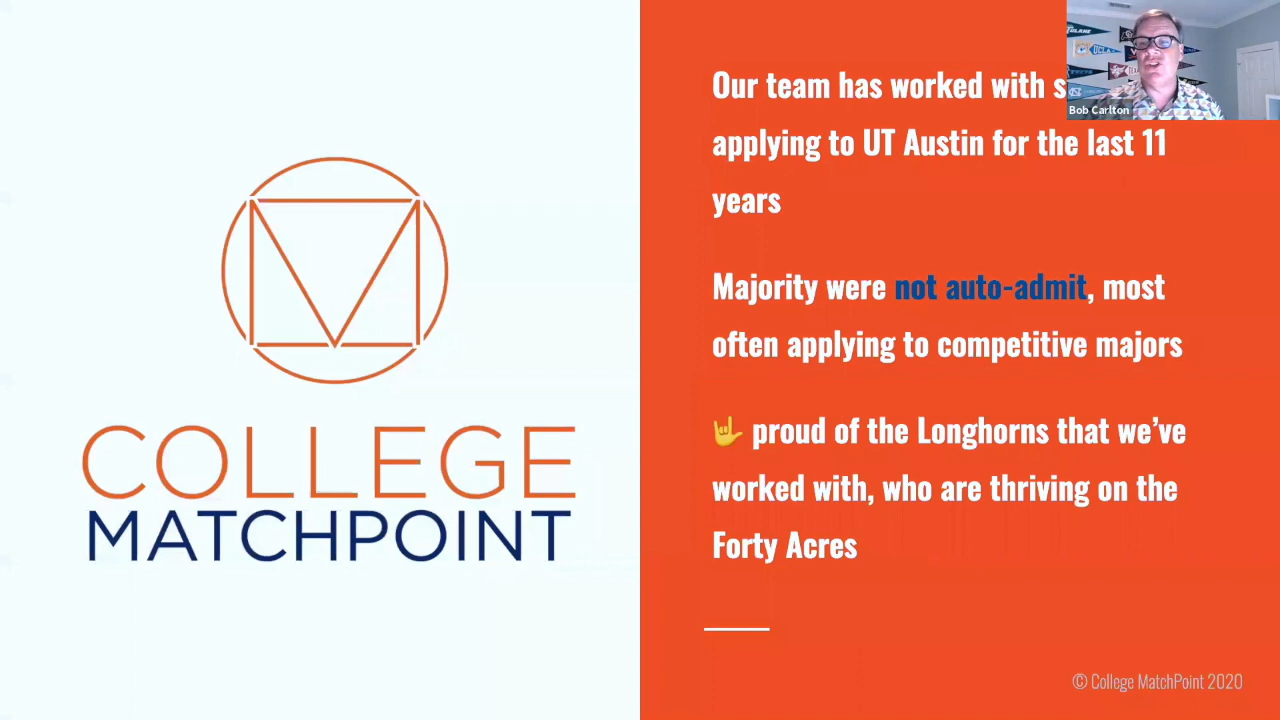 Our team has worked with
applying to UT Austin for the last 11
years
Majority were not auto-admit, most
often applying to competitive majors
🤟 proud of the Longhorns that we’ve
worked with, who are thriving on the
Forty Acres
COLLEGE
MATCHPOINT
© College MatchPoint 2020
Bob Carlton
UCLA